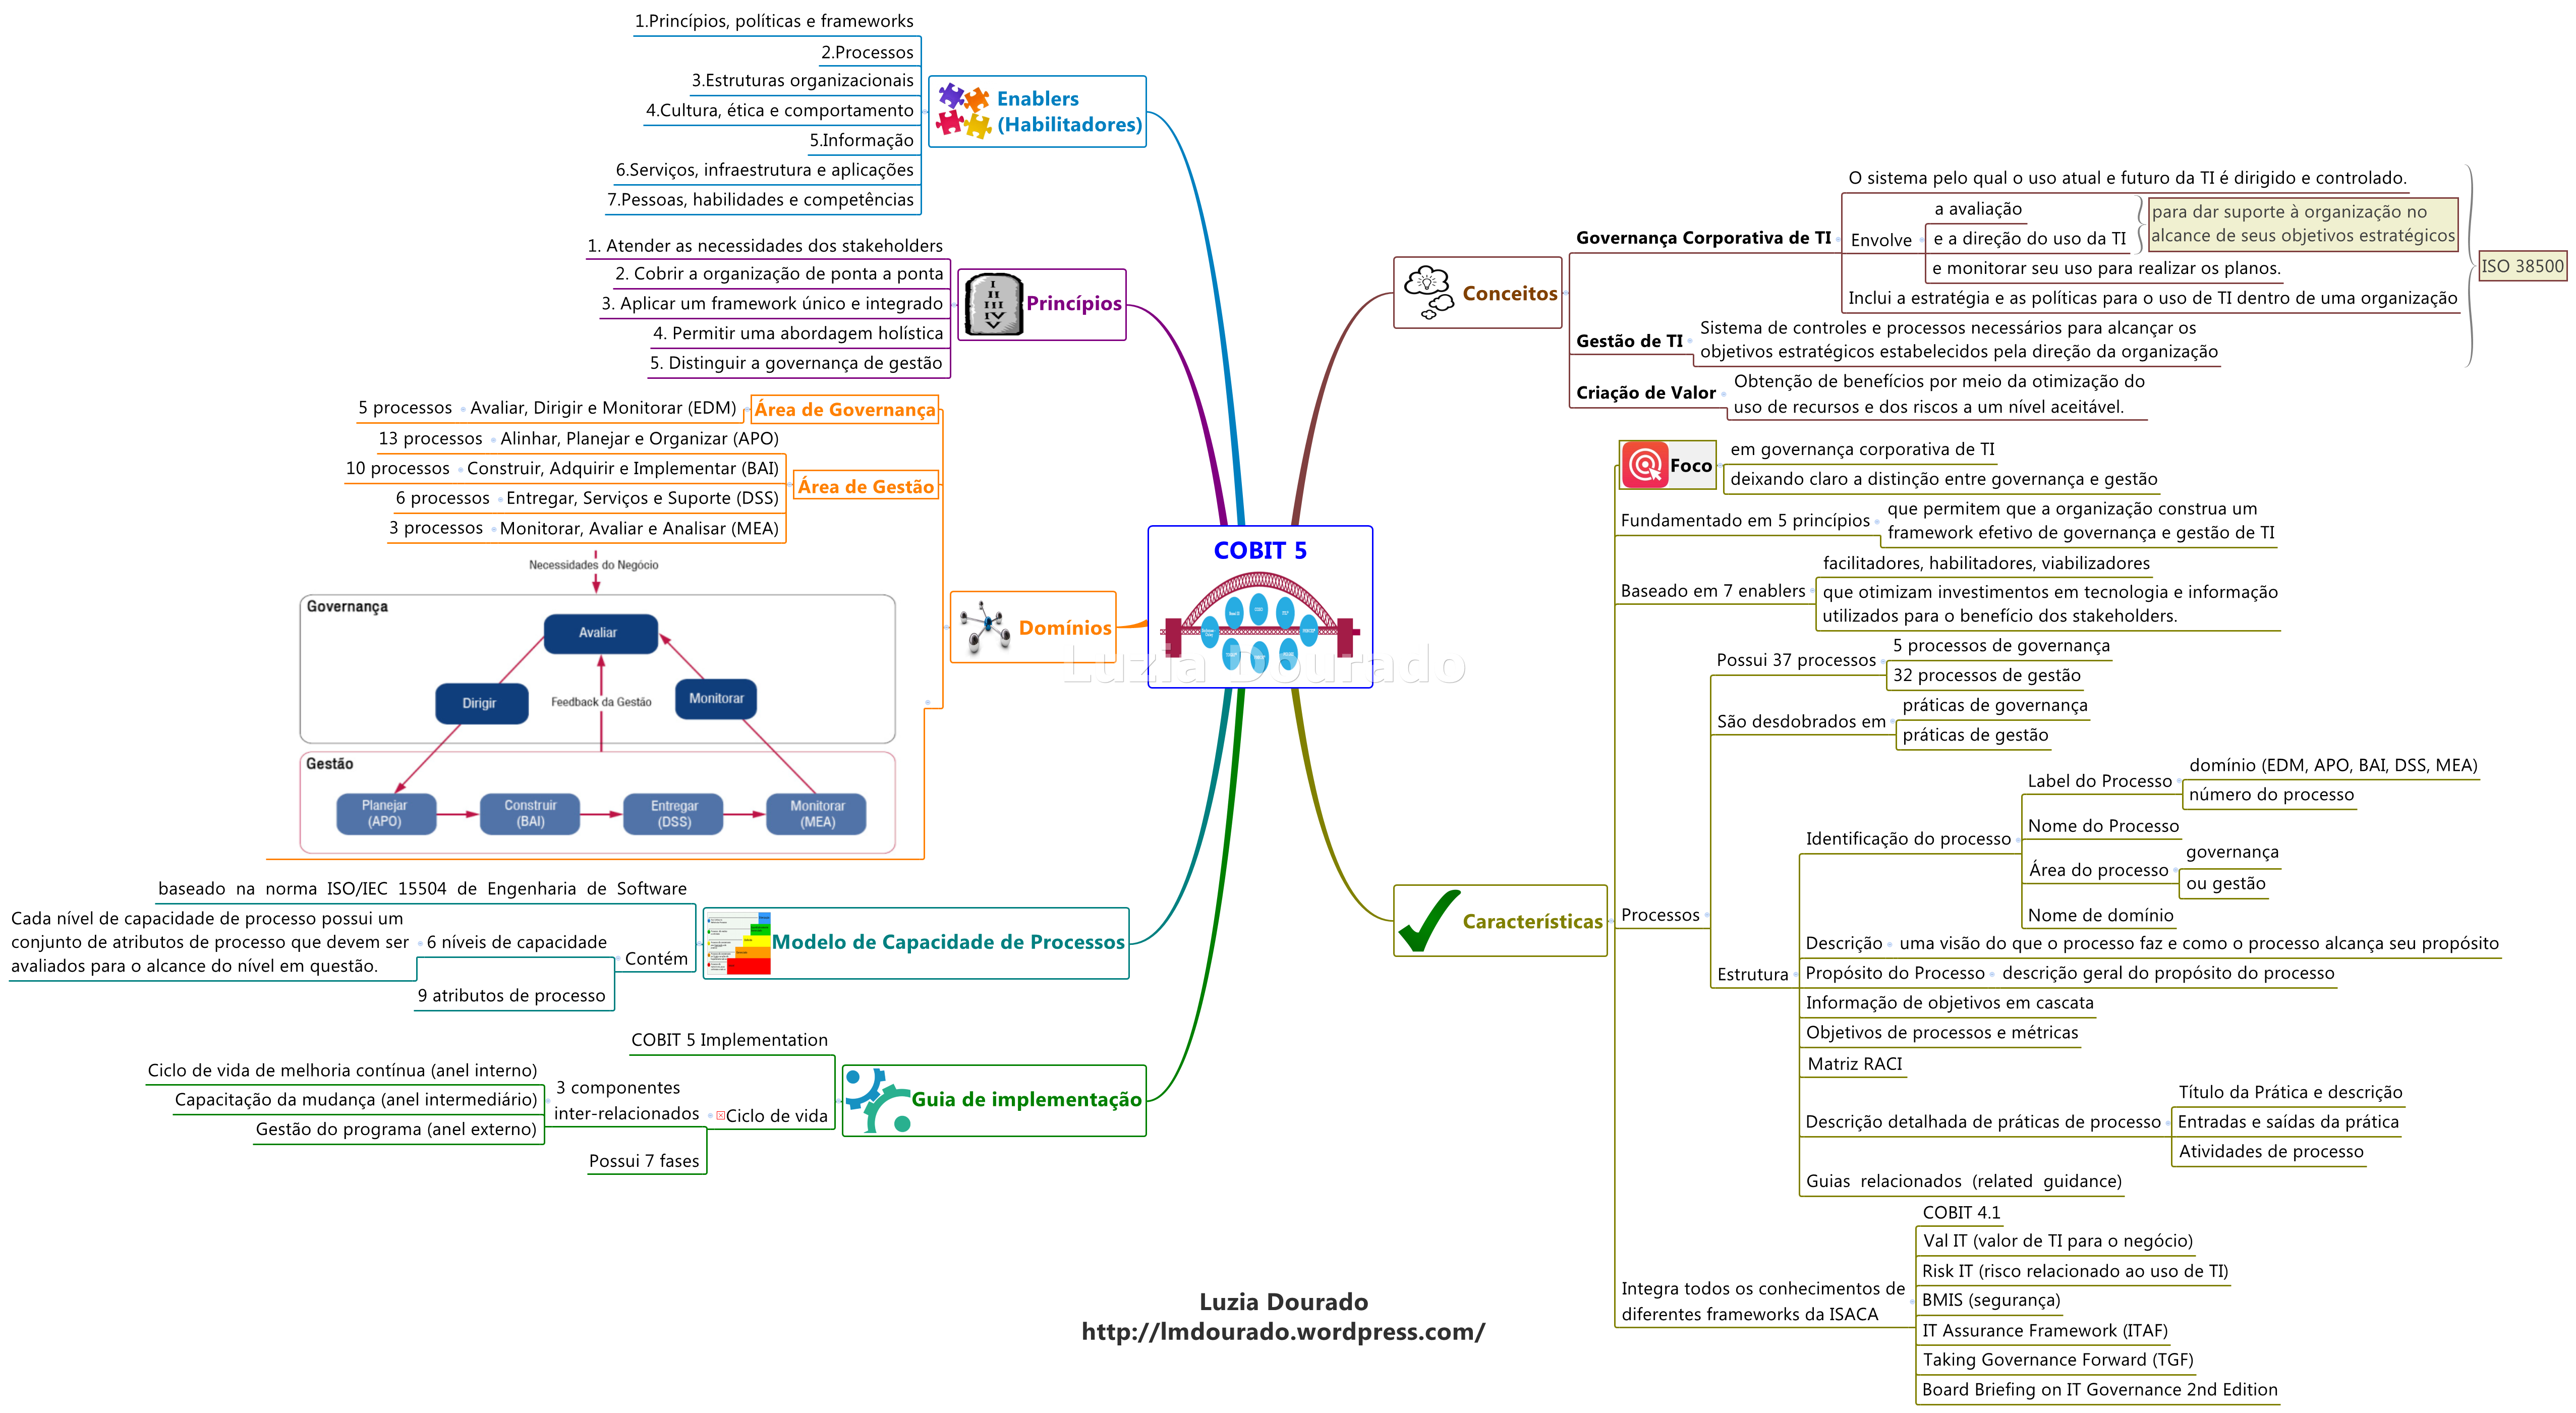 1.Princípios, políticas e frameworks
2.Processos
3.Estruturas organizacionais
4.Cultura, ética e comportamento
5.Informação
6.Serviços, infraestrutura e aplicações
7.Pessoas, habilidades e competências
Enablers
(Habilitadores)
1. Atender as necessidades dos stakeholders
2. Cobrir a organização de ponta a ponta
3. Aplicar um framework único e integrado
4. Permitir uma abordagem holística
5. Distinguir a governança de gestão
I
II
III
IV
V
Princípios
5 processos
Avaliar, Dirigir e Monitorar (EDM)
Área de Governança
13 processos
Alinhar, Planejar e Organizar (APO)
10 processos
Construir, Adquirir e Implementar (BAI)
6 processos
Entregar, Serviços e Suporte (DSS)
3 processos
Monitorar, Avaliar e Analisar (MEA)
Área de Gestão
Necessidades do Negócio
Governança
Avaliar
Dirigir
Feedback da Gestão
Monitorar
Gestão
Planejar
(APO)
Construir
(BAI)
Entregar
(DSS)
Monitorar
(MEA)
Domínios
baseado na norma ISO/IEC 15504 de Engenharia de Software
Cada nível de capacidade de processo possui um
conjunto de atributos de processo que devem ser
avaliados para o alcance do nível em questão.
6 níveis de capacidade
9 atributos de processo
Contém
Modelo de Capacidade de Processos
COBIT 5 Implementation
Ciclo de vida de melhoria contínua (anel interno)
Capacitação da mudança (anel intermediário)
Gestão do programa (anel externo)
3 componentes
inter-relacionados
Possui 7 fases
Ciclo de vida
Guia de implementação
COBIT 5
Luzia Dourado
Conceitos
Governança Corporativa de TI
O sistema pelo qual o uso atual e futuro da TI é dirigido e controlado.
Envolve
a avaliação
e a direção do uso da TI
para dar suporte à organização no
alcance de seus objetivos estratégicos
e monitorar seu uso para realizar os planos.
Inclui a estratégia e as políticas para o uso de TI dentro de uma organização
Gestão de TI
Sistema de controles e processos necessários para alcançar os
objetivos estratégicos estabelecidos pela direção da organização
ISO 38500
Criação de Valor
Obtenção de benefícios por meio da otimização do
uso de recursos e dos riscos a um nível aceitável.
Características
Foco
em governança corporativa de TI
deixando claro a distinção entre governança e gestão
Fundamentado em 5 princípios
que permitem que a organização construa um
framework efetivo de governança e gestão de TI
Baseado em 7 enablers
facilitadores, habilitadores, viabilizadores
que otimizam investimentos em tecnologia e informação
utilizados para o benefício dos stakeholders.
Processos
Possui 37 processos
5 processos de governança
32 processos de gestão
São desdobrados em
práticas de governança
práticas de gestão
Estrutura
Identificação do processo
Label do Processo
domínio (EDM, APO, BAI, DSS, MEA)
número do processo
Nome do Processo
Área do processo
governança
ou gestão
Nome de domínio
Descrição
uma visão do que o processo faz e como o processo alcança seu propósito
Propósito do Processo
descrição geral do propósito do processo
Informação de objetivos em cascata
Objetivos de processos e métricas
Matriz RACI
Descrição detalhada de práticas de processo
Título da Prática e descrição
Entradas e saídas da prática
Atividades de processo
Guias relacionados (related guidance)
Integra todos os conhecimentos de
diferentes frameworks da ISACA
COBIT 4.1
Val IT (valor de TI para o negócio)
Risk IT (risco relacionado ao uso de TI)
BMIS (segurança)
IT Assurance Framework (ITAF)
Taking Governance Forward (TGF)
Board Briefing on IT Governance 2nd Edition
Luzia Dourado
http://lmdourado.wordpress.com/